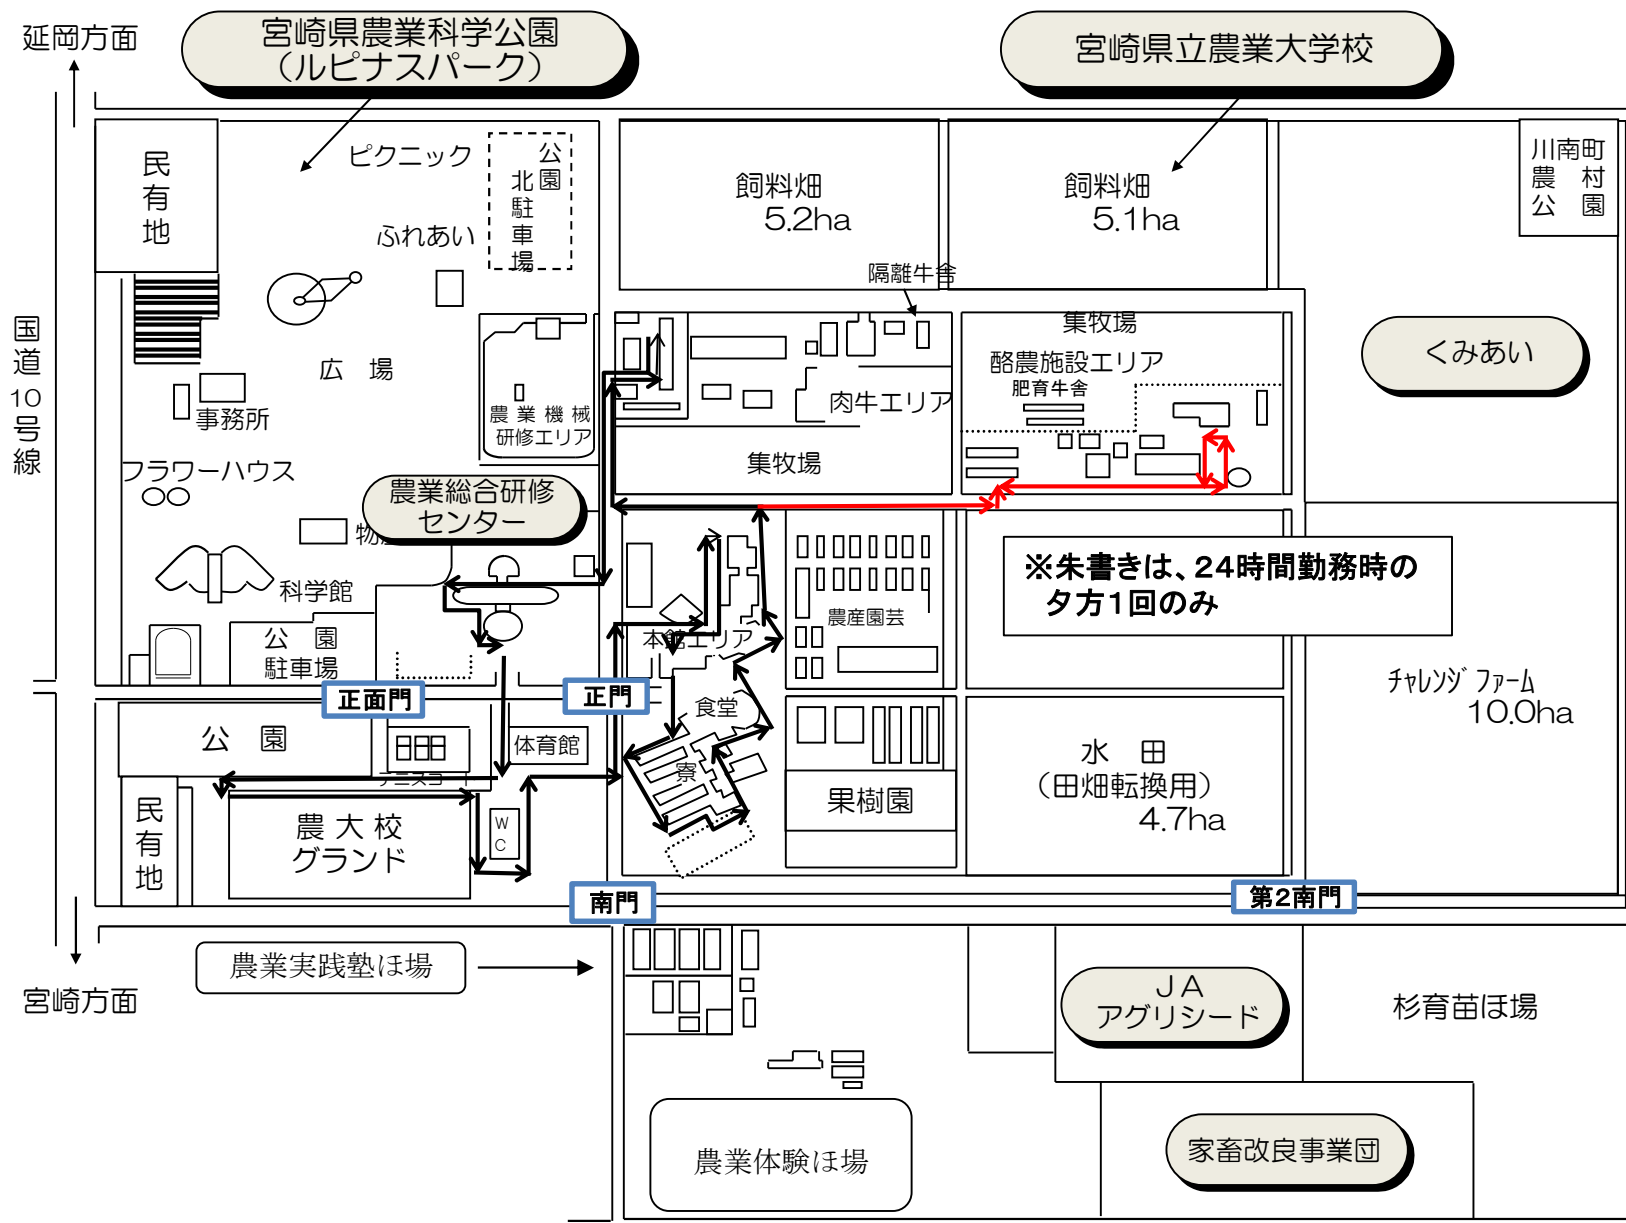 延岡方面
宮崎県農業科学公園
（ルピナスパーク）
宮崎県立農業大学校
民有地
ピクニック
公園
北駐車場
ふれあい
飼料畑
5.2ha
飼料畑
5.1ha
川南町
農村
公園
隔離牛舎
国道10号線
広　場
集牧場
酪農施設エリア
肥育牛舎
くみあい
事務所
農業機械
研修エリア
肉牛エリア
フラワーハウス
集牧場
農業総合研修
センター
物
※朱書きは、24時間勤務時の
夕方1回のみ
科学館
農産園芸
公　園
駐車場
本館エリア
チャレンジファーム
10.0ha
正面門
正門
食堂
公　園
体育館
水　田
（田畑転換用）
4.7ha
テニスコ
寮
果樹園
民有地
農大校
グランド
WC
南門
第2南門
農業実践塾ほ場
宮崎方面
ＪＡ
アグリシード
杉育苗ほ場
農業体験ほ場
家畜改良事業団